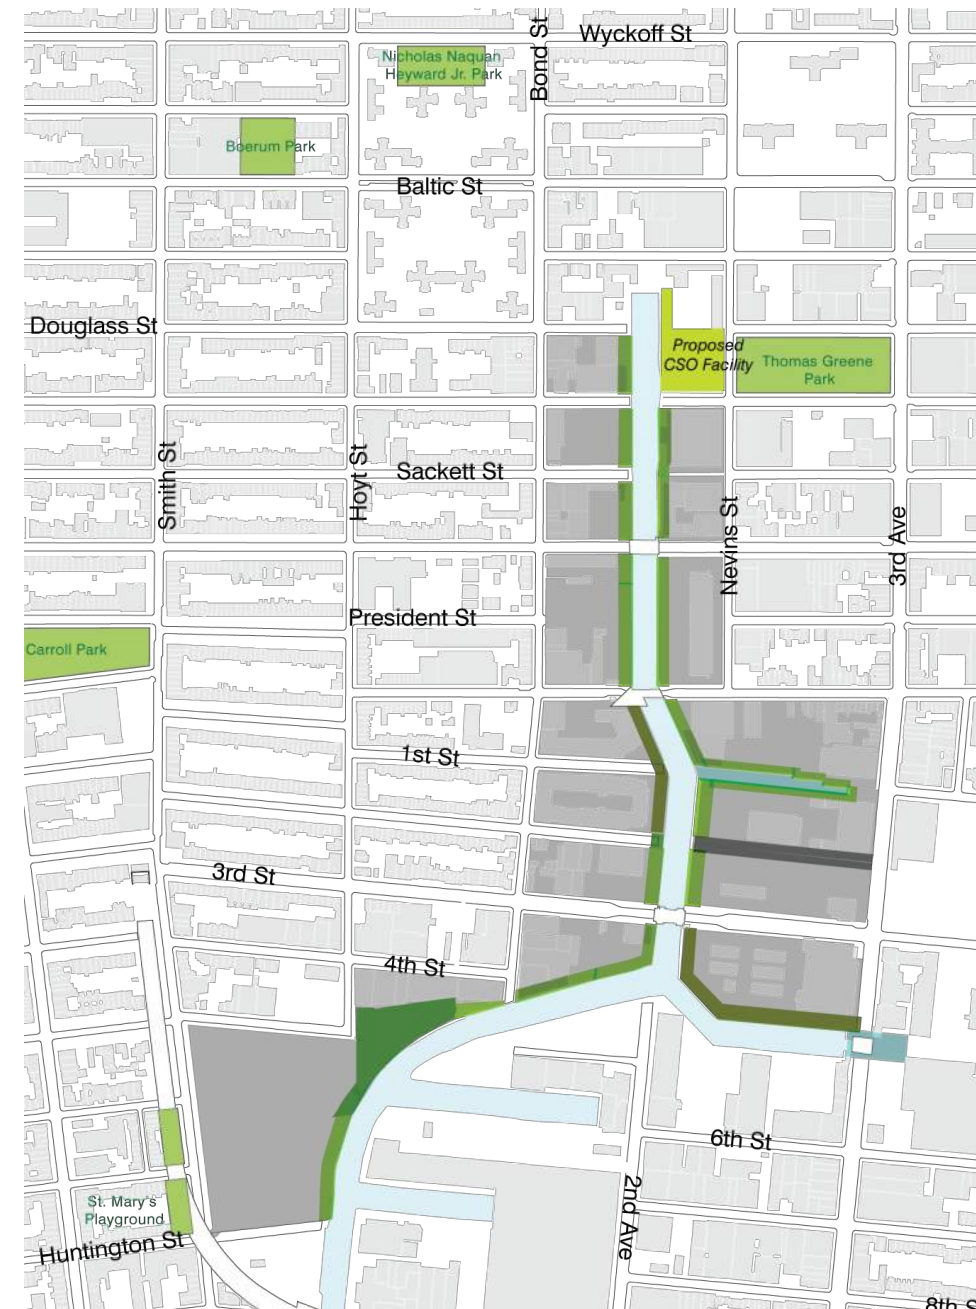 Wyckoff St
Bond St
Nicholas Naquan
Heyward Jr. Park
Boerum Park
Baltic St
Douglass St
Proposed
CSO Facility
Thomas Greene
Park
Smith St
Hoyt St
Sackett St
Nevins St
3rd Ave
President St
Carroll Park
1st St
3rd St
4th St
6th St
2nd Ave
St. Mary's
Playground
Huntington St
8th S